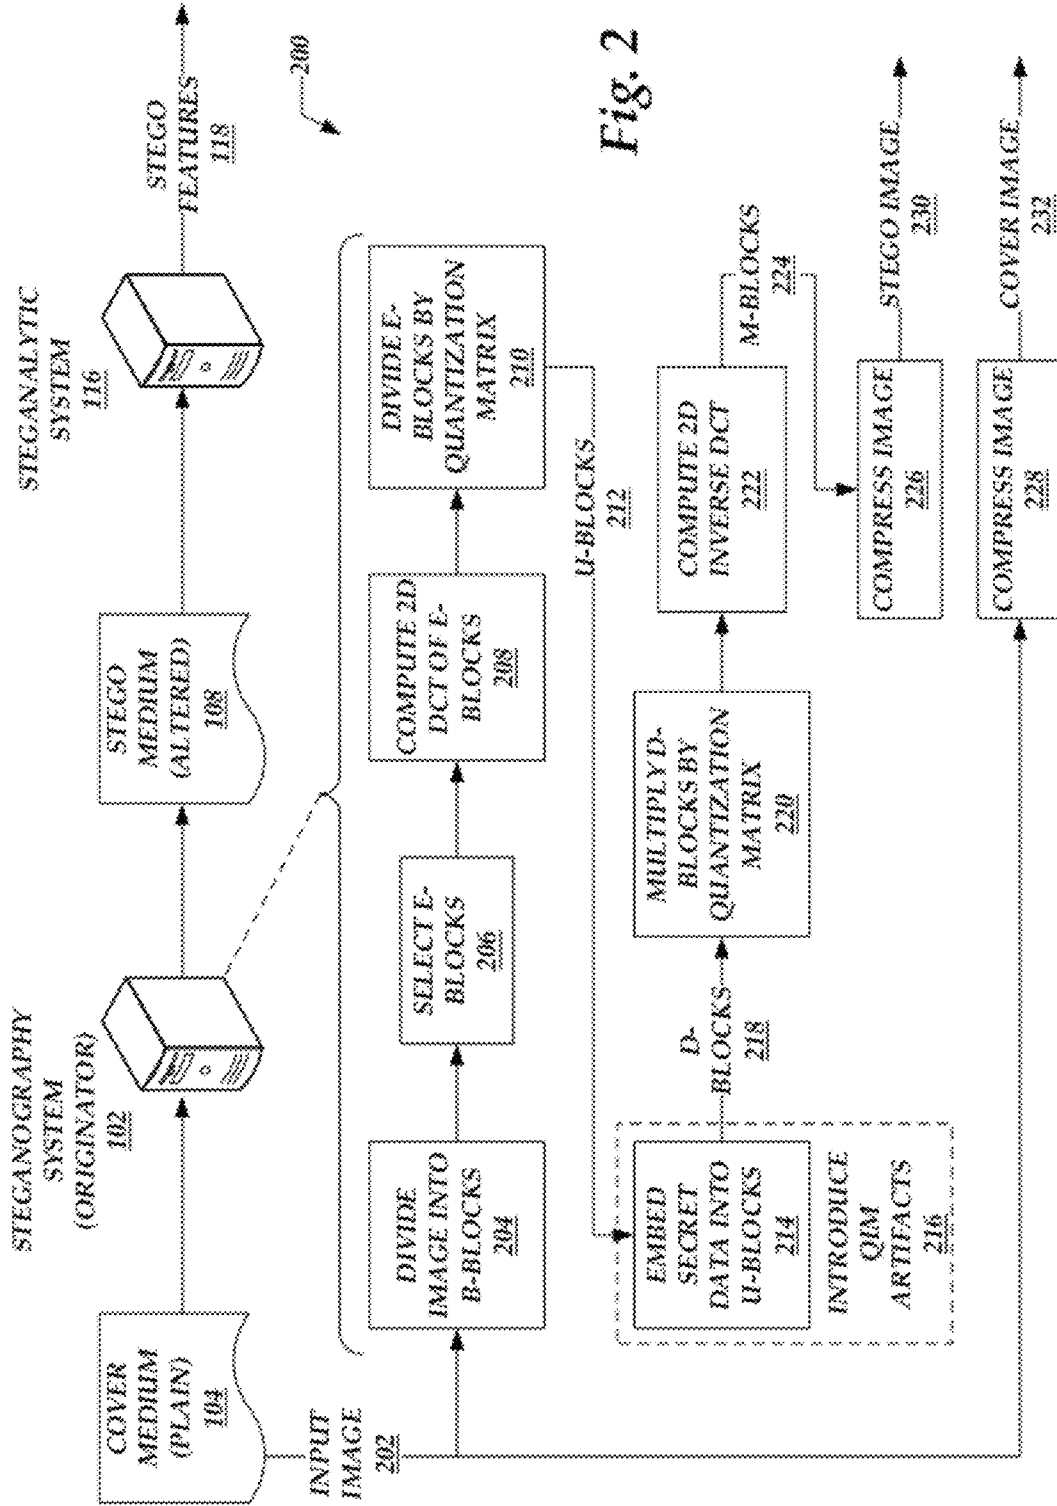 STEGANOGRAPHY
SYSTEM
(ORIGINATOR)
102
STEGANALYTIC
SYSTEM
116
COVER
MEDIUM
(PLAIN)
104
STEGO
MEDIUM
(ALTERED)
108
STEGO
FEATURES
118
200
INPUT
IMAGE
202
DIVIDE
IMAGE INTO
B-BLOCKS
204
SELECT E-
BLOCKS
206
COMPUTE 2D
DCT OF E-
BLOCKS
208
DIVIDE E-
BLOCKS BY
QUANTIZATION
MATRIX
210
U-BLOCKS
212
EMBED
SECRET
DATA INTO
U-BLOCKS
214
INTRODUCE
QIM
ARTIFACTS
216
D-
BLOCKS
218
MULTIPLY D-
BLOCKS BY
QUANTIZATION
MATRIX
220
COMPUTE 2D
INVERSE DCT
222
M-BLOCKS
224
Fig. 2
COMPRESS IMAGE
226
STEGO IMAGE
230
COMPRESS IMAGE
228
COVER IMAGE
232